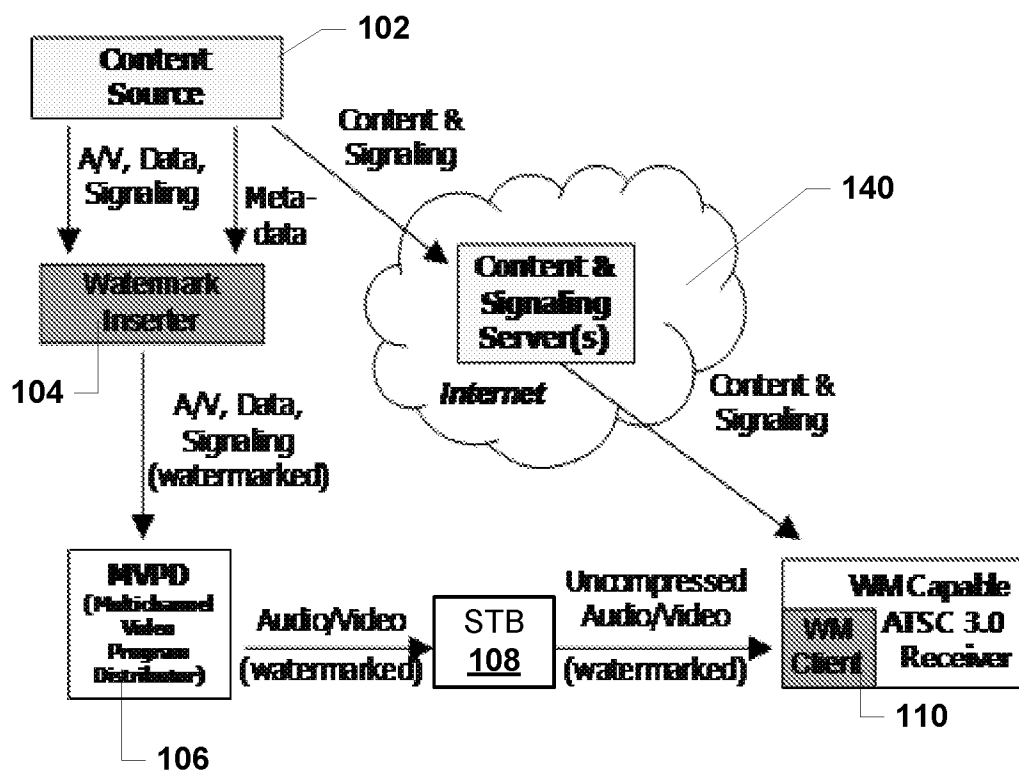 102
Content
Source
Content &
Signaling
A/V, Data,
Signaling
Meta-
data
140
Watermark
Inserter
Content &
Signaling
Server(s)
Internet
104
Content &
Signaling
A/V, Data,
Signaling
(watermarked)
MVPD
(Multichannel
Video
Program
Distributor)
Audio/Video
(watermarked)
STB
108
Uncompressed
Audio/Video
(watermarked)
WM Capable
ATSC 3.0
Receiver
WM
Client
110
106